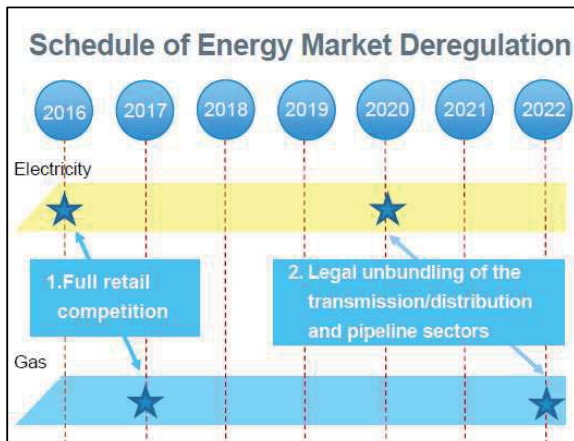 Schedule of Energy Market Deregulation
2016 2017 2018 2019 2020 2021 2022
Electricity
1.Full retail
competition
2. Legal unbundling of the
transmission/distribution
and pipeline sectors
Gas